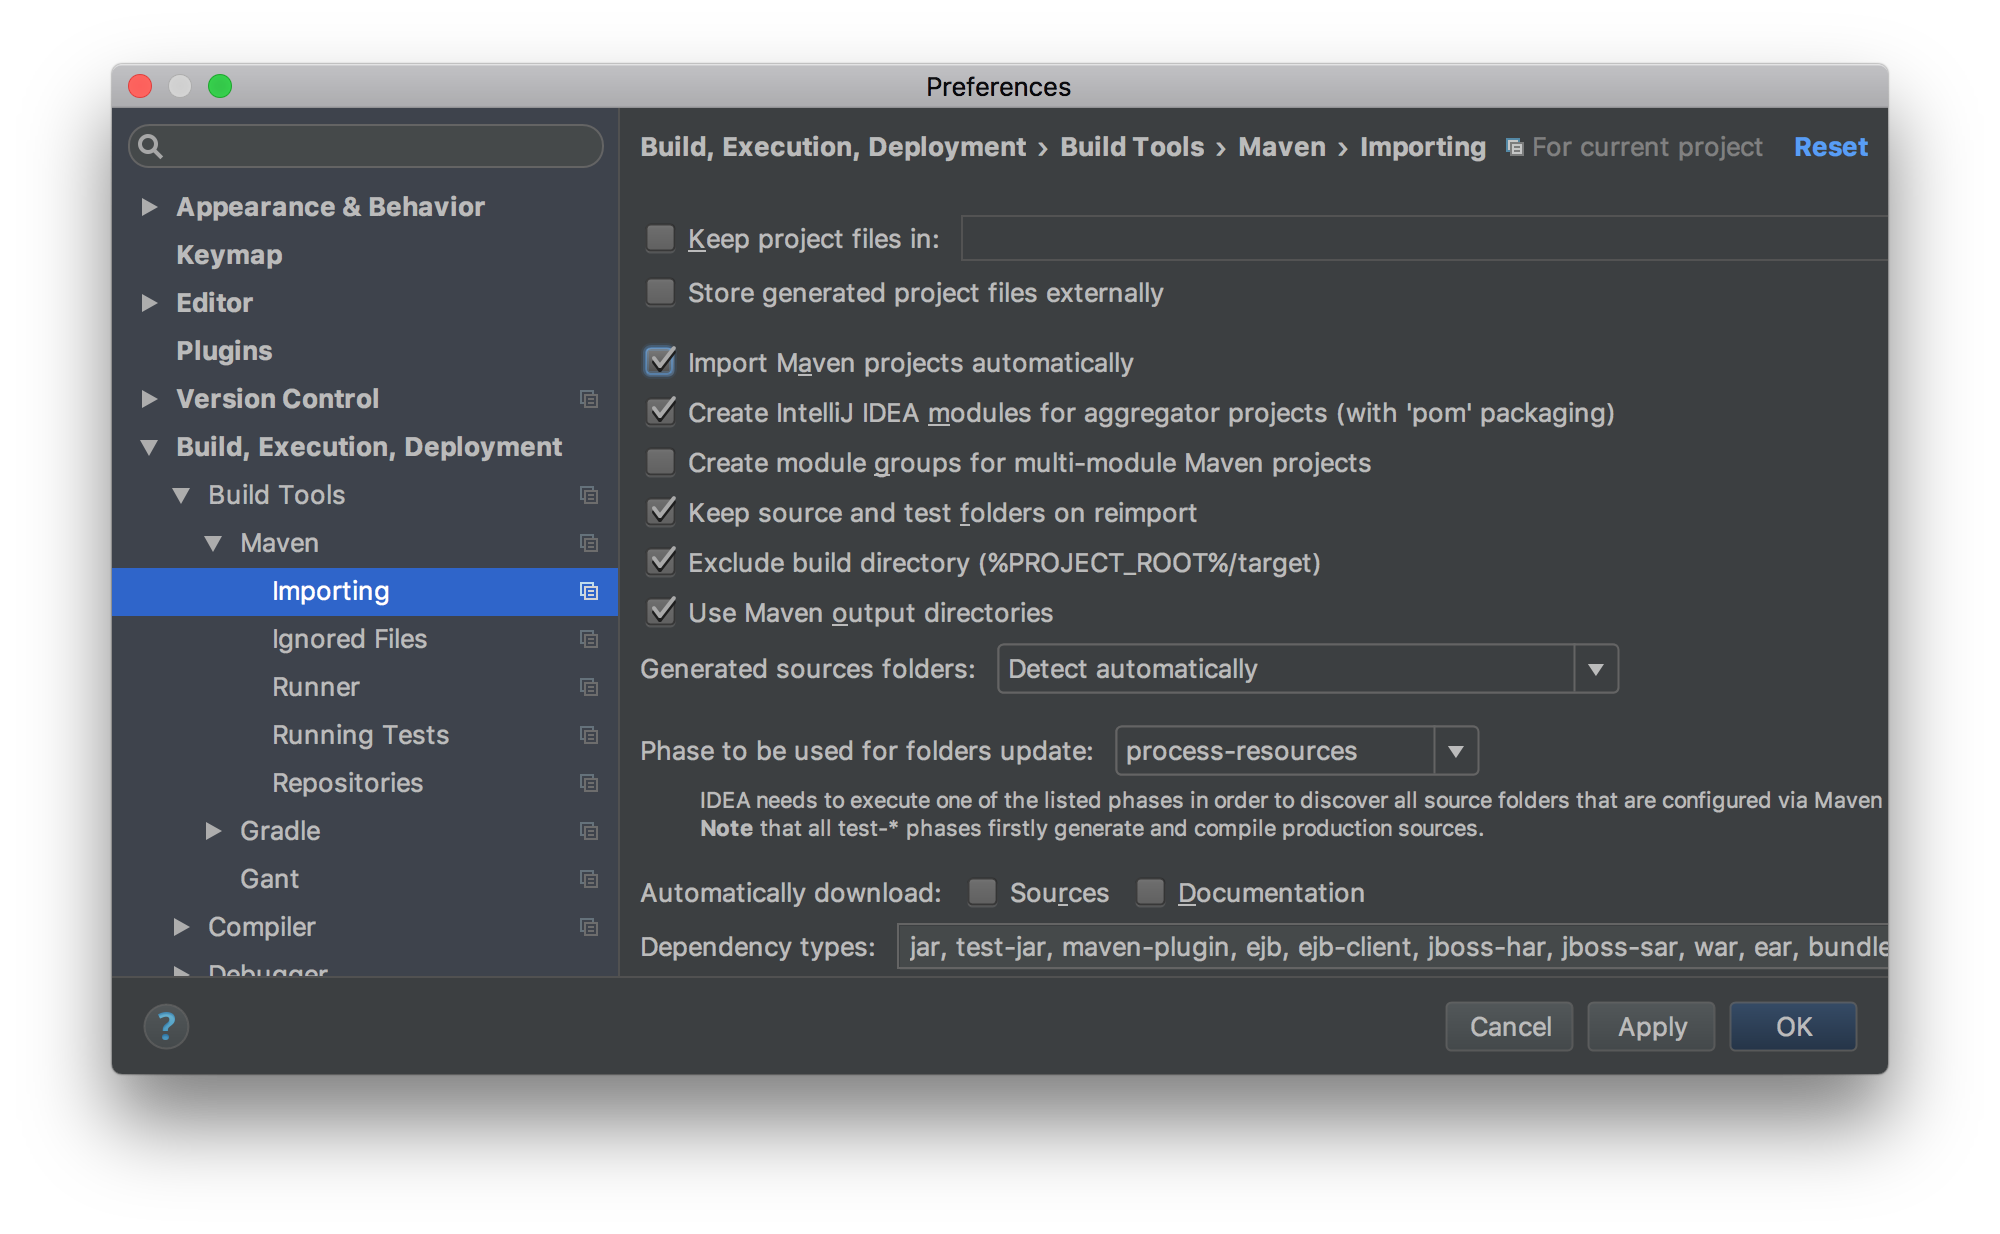 Preferences
Appearance & Behavior
Keymap
Editor
Plugins
Version Control
Build, Execution, Deployment
Build Tools
Maven
Importing
Ignored Files
Runner
Running Tests
Repositories
Gradle
Gant
Compiler
Debugger
Build, Execution, Deployment › Build Tools › Maven › Importing For current project Reset
Keep project files in:
Store generated project files externally
Import Maven projects automatically
Create IntelliJ IDEA modules for aggregator projects (with 'pom' packaging)
Create module groups for multi-module Maven projects
Keep source and test folders on reimport
Exclude build directory (%PROJECT_ROOT%/target)
Use Maven output directories
Generated sources folders: Detect automatically
Phase to be used for folders update: process-resources
IDEA needs to execute one of the listed phases in order to discover all source folders that are configured via Maven
Note that all test-* phases firstly generate and compile production sources.
Automatically download: Sources Documentation
Dependency types: jar, test-jar, maven-plugin, ejb, ejb-client, jboss-har, jboss-sar, war, ear, bundle
? Cancel Apply OK